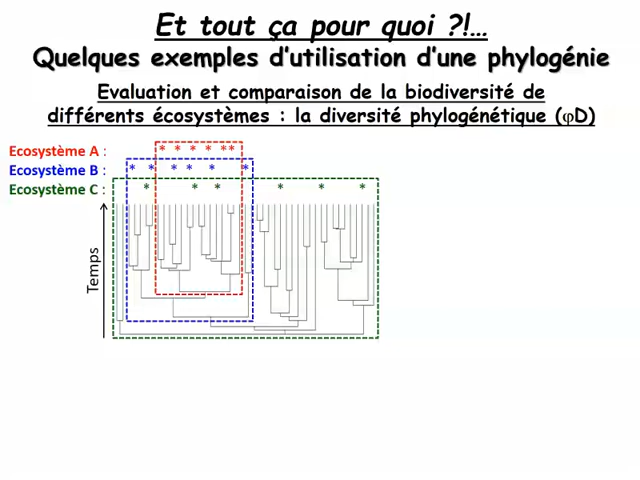 Et tout ça pour quoi ?!...
Quelques exemples d’utilisation d’une phylogénie
Evaluation et comparaison de la biodiversité de
différents écosystèmes : la diversité phylogénétique (φD)
Ecosystème A : * * * * **
Ecosystème B : * * * * * *
Ecosystème C : * * * * * *
Temps